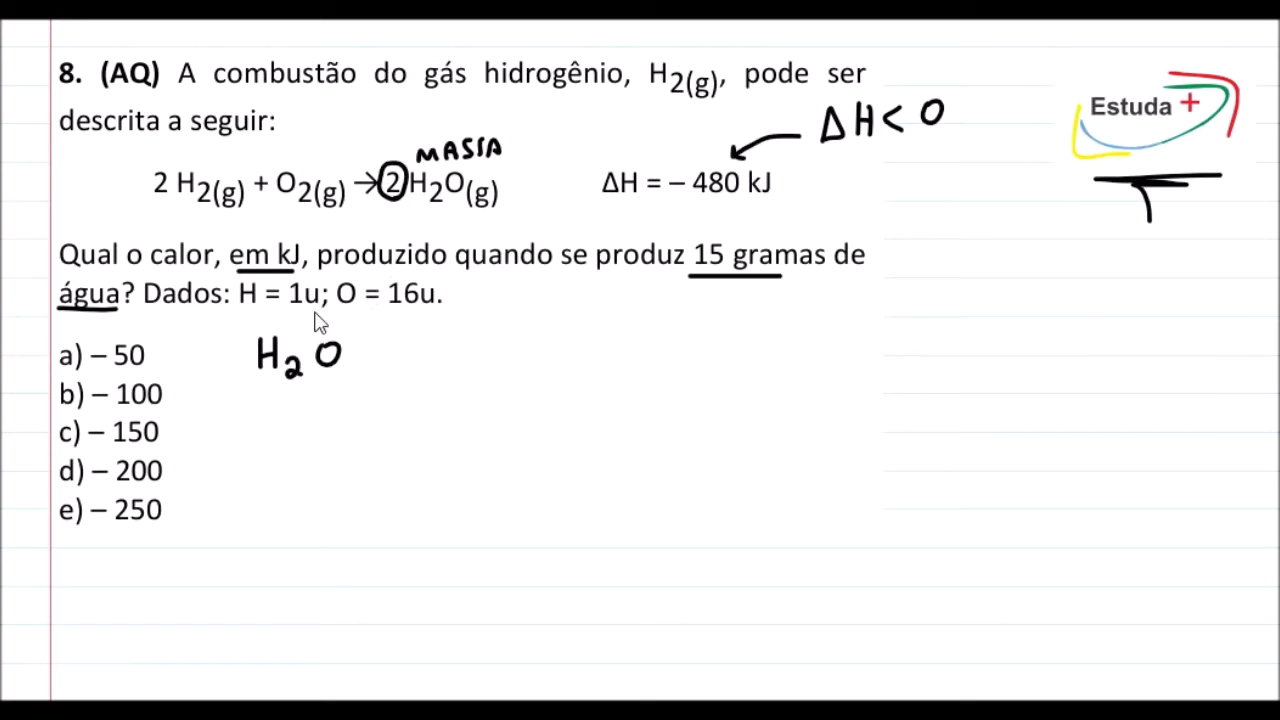 8. (AQ) A combustão do gás hidrogênio, H2(g), pode ser
descrita a seguir:
Estuda +
ΔH < 0
MASSA
2 H2(g) + O2(g) → 2 H2O(g) ΔH = – 480 kJ
Qual o calor, em kJ, produzido quando se produz 15 gramas de
água? Dados: H = 1u; O = 16u.
H2O
a) – 50
b) – 100
c) – 150
d) – 200
e) – 250